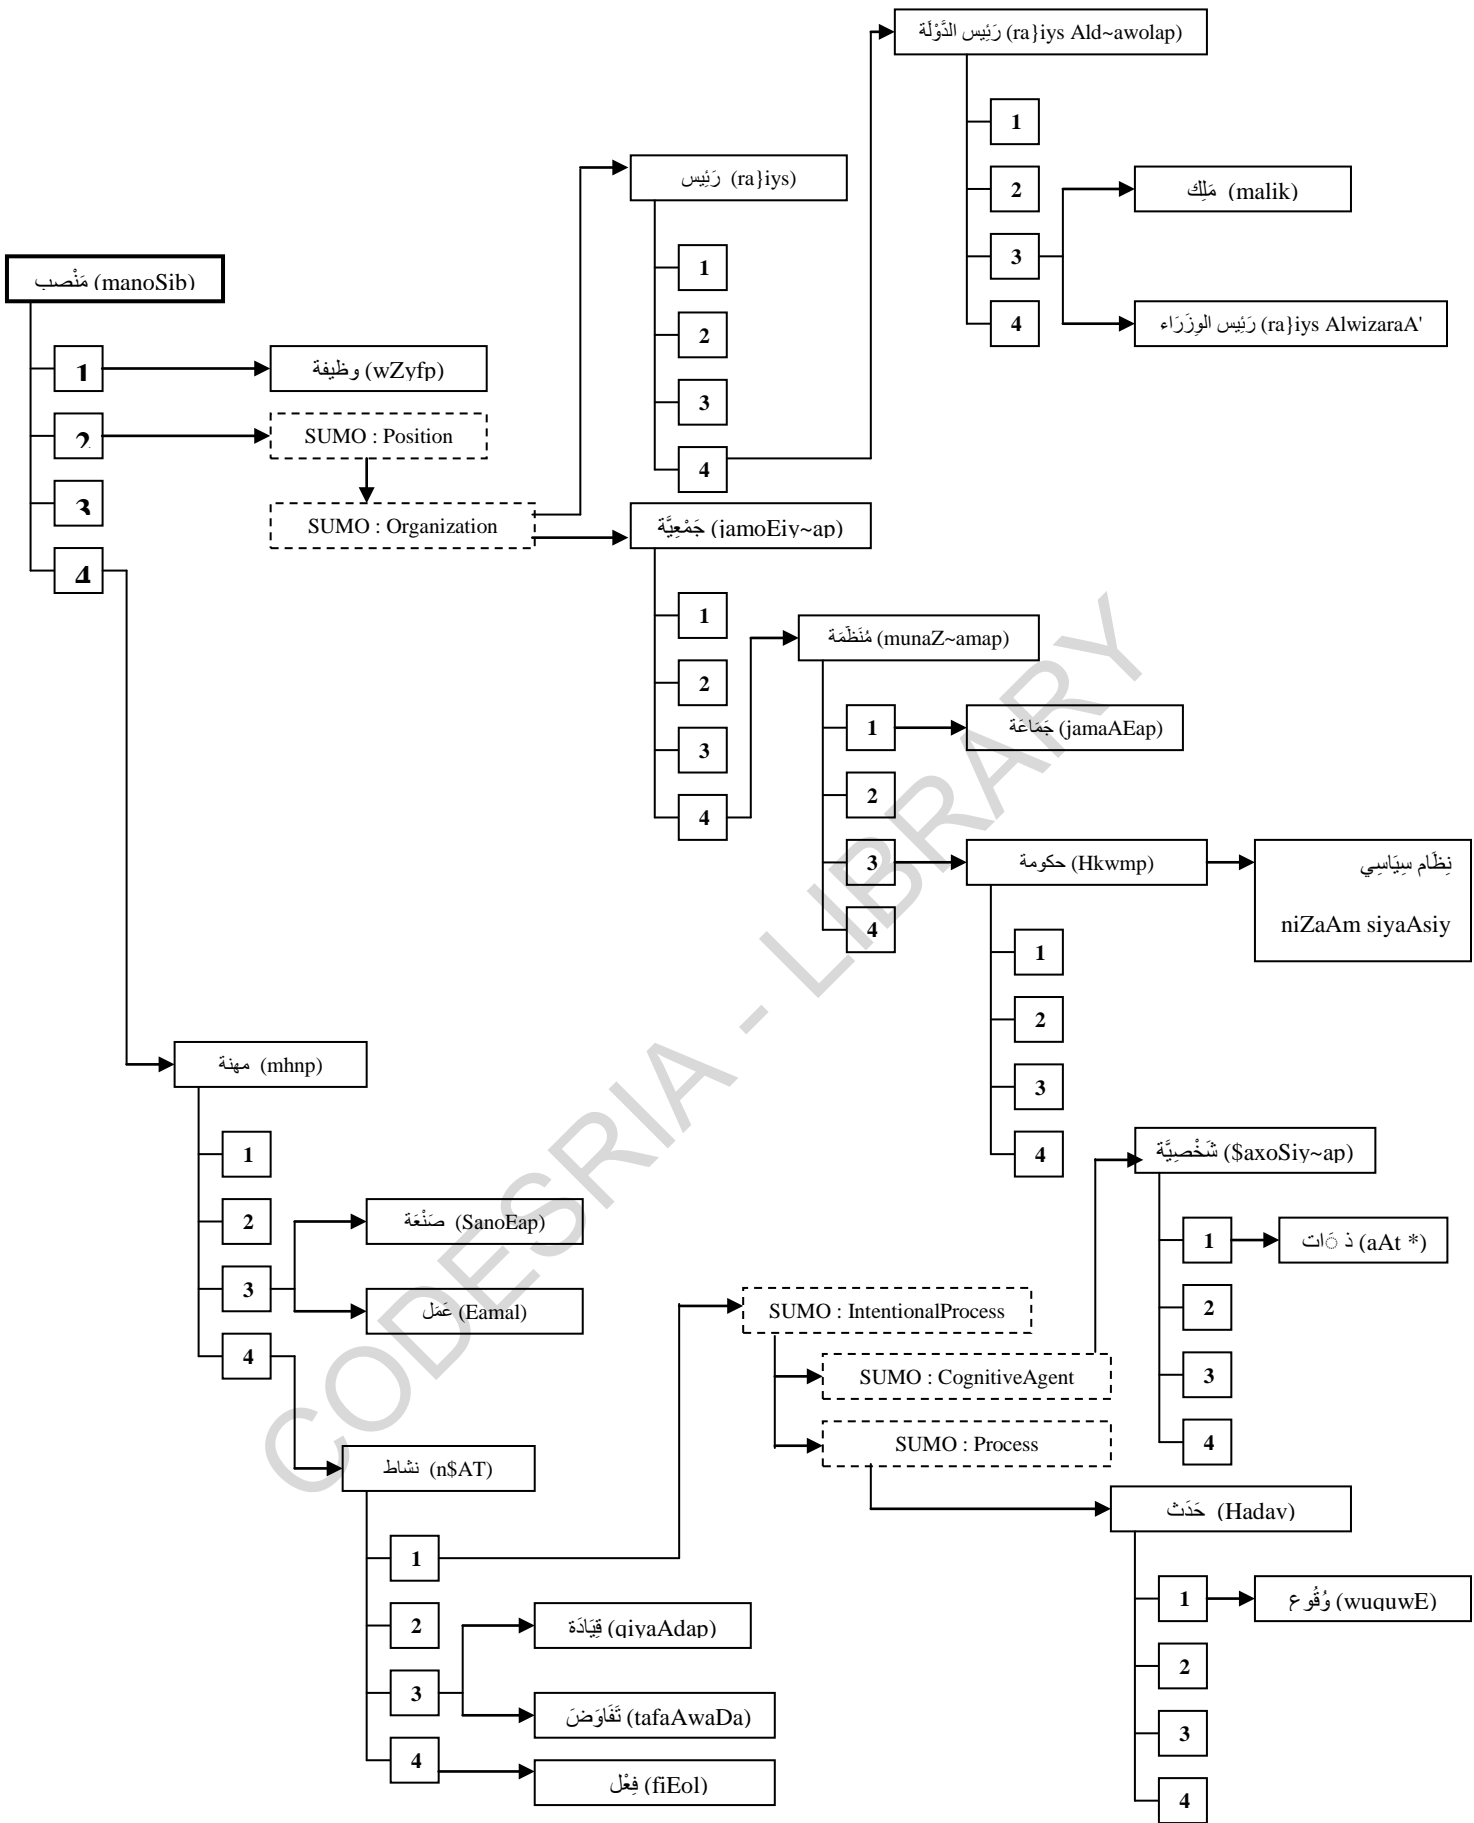 رَئِيس الدَّوْلَة (ra}iys Ald~awolap)
1
2
3
4
مَلِك (malik)
رَئِيس الوِزَرَاء (ra}iys AlwizaraA'
رَئِيس (ra}iys)
1
2
3
4
مَنْصب (manoSib)
1
2
3
4
وظيفة (wZyfp)
SUMO : Position
SUMO : Organization
جَمْعِيَّة (jamoEiy~ap)
1
2
3
4
مُنَظَّمَة (munaZ~amap)
1
2
3
4
جَمَاعَة (jamaAEap)
حكومة (Hkwmp)
1
2
3
4
نِظَام سِيَاسِي
niZaAm siyaAsiy
مهنة (mhnp)
1
2
3
4
صَنْعَة (SanoEap)
عَمَل (Eamal)
نشاط (n$AT)
1
2
3
4
قِيَادَة (qiyaAdap)
تَفَاوَضَ (tafaAwaDa)
فِعْل (fiEol)
SUMO : IntentionalProcess
SUMO : CognitiveAgent
SUMO : Process
شَخْصِيَّة ($axoSiy~ap)
1
2
3
4
ذ َات (aAt *)
حَدَث (Hadav)
1
2
3
4
وُقُوع (wuquwE)
CODESRIA - LIBRARY